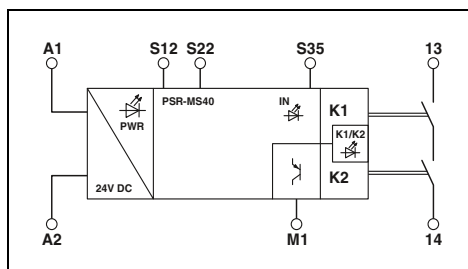 A1 S12 S22 S35 13
PSR-MS40 IN K1
PWR K1/K2
24V DC K2
A2 M1 14